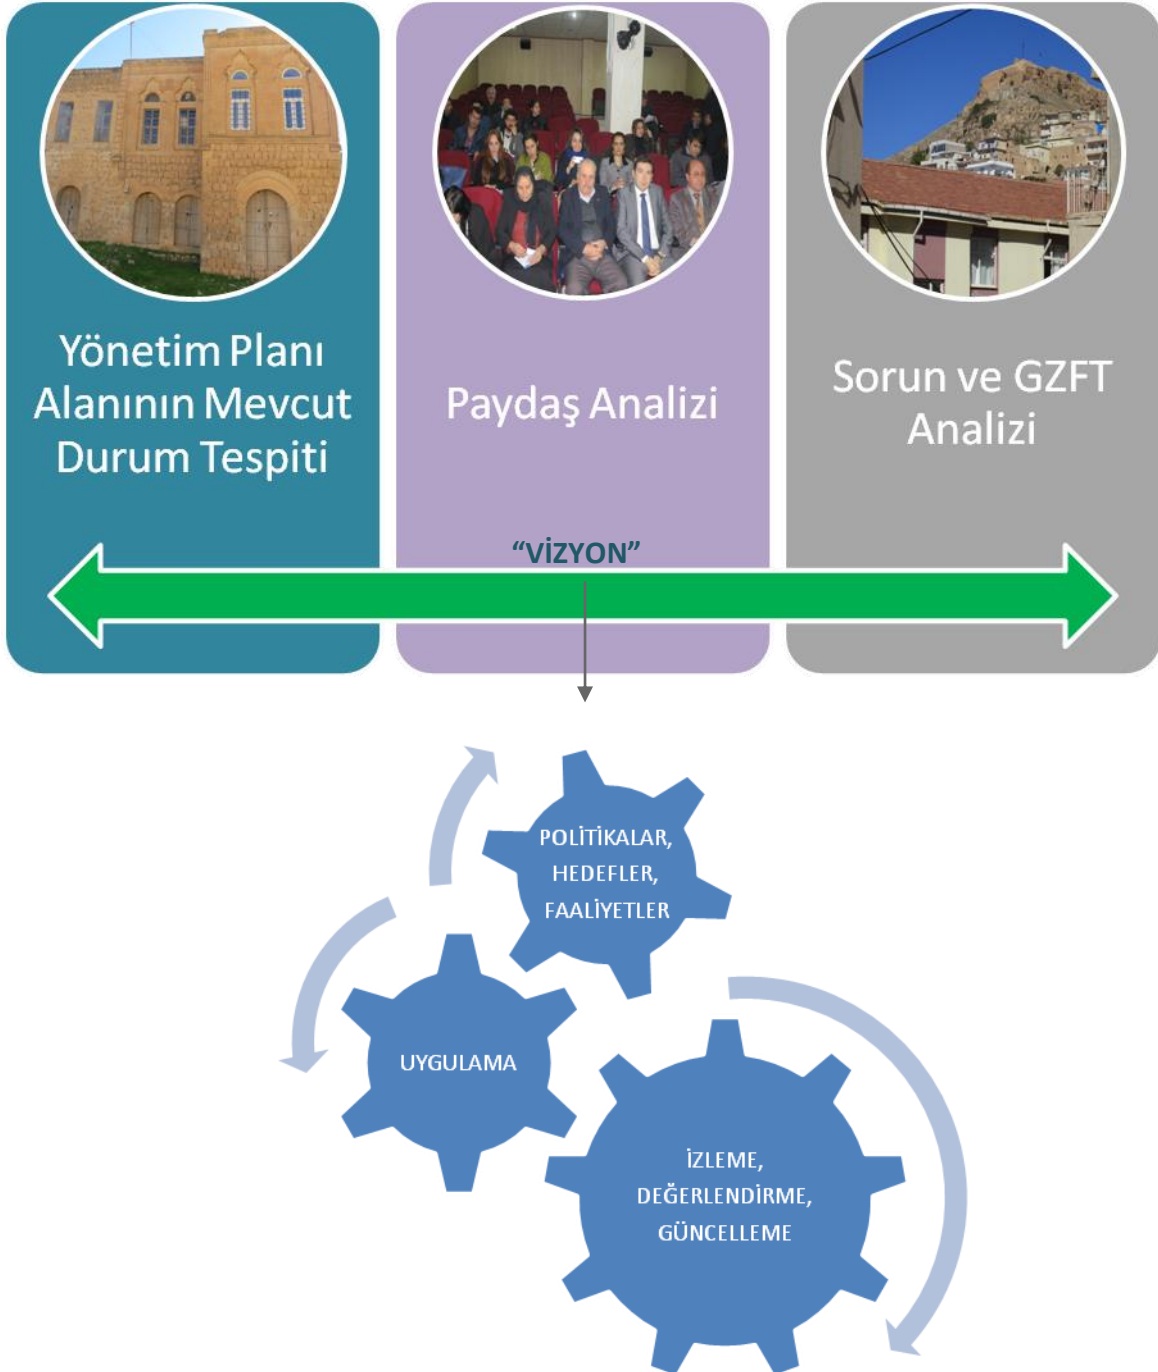 Yönetim Planı
Alanının Mevcut
Durum Tespiti
Paydaş Analizi
Sorun ve GZFT
Analizi
“VİZYON”
POLİTİKALAR,
HEDEFLER,
FAALİYETLER
UYGULAMA
İZLEME,
DEĞERLENDİRME,
GÜNCELLEME